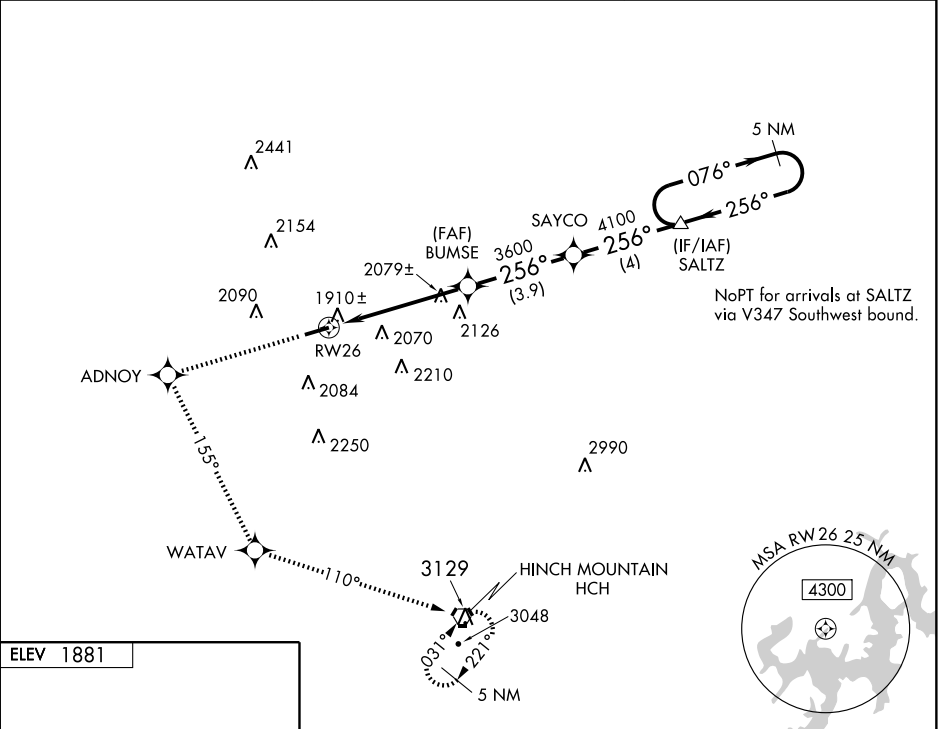 5 NM
2441
076°
256°
2154
SAYCO
4100
256°
(4)
(IF/IAF)
SALTZ
(FAF)
BUMSE
3600
256°
(3.9)
2079±
NoPT for arrivals at SALTZ
via V347 Southwest bound.
2090
1910±
2126
2070
RW26
2210
ADNOY
2084
2250
155°
2990
WATAV
110°
MSA RW26 25 NM
4300
3129
HINCH MOUNTAIN
HCH
3048
031°
221°
5 NM
ELEV 1881